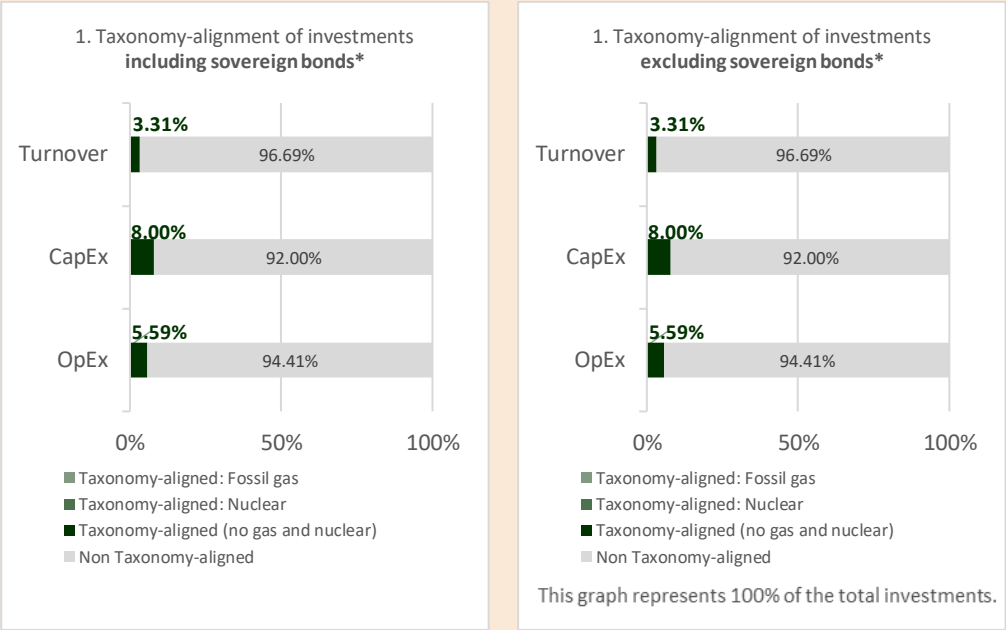 1. Taxonomy-alignment of investments
including sovereign bonds*
3.31%
Turnover
96.69%
8.00%
CapEx
92.00%
5.59%
OpEx
94.41%
0%
50%
100%
Taxonomy-aligned: Fossil gas
Taxonomy-aligned: Nuclear
Taxonomy-aligned (no gas and nuclear)
Non Taxonomy-aligned
1. Taxonomy-alignment of investments
excluding sovereign bonds*
3.31%
Turnover
96.69%
8.00%
CapEx
92.00%
5.59%
OpEx
94.41%
0%
50%
100%
Taxonomy-aligned: Fossil gas
Taxonomy-aligned: Nuclear
Taxonomy-aligned (no gas and nuclear)
Non Taxonomy-aligned
This graph represents 100% of the total investments.